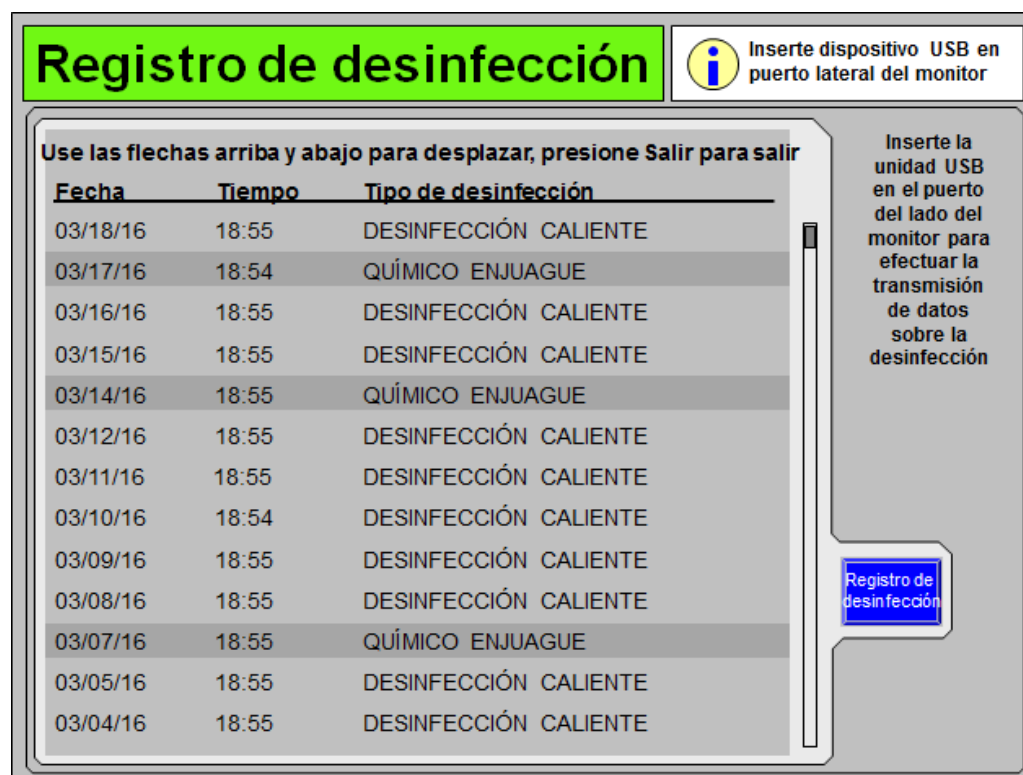 Registro de desinfección
Inserte dispositivo USB en
puerto lateral del monitor
Use las flechas arriba y abajo para desplazar, presione Salir para salir
Fecha Tiempo Tipo de desinfección
03/18/16 18:55 DESINFECCIÓN CALIENTE
03/17/16 18:54 QUÍMICO ENJUAGUE
03/16/16 18:55 DESINFECCIÓN CALIENTE
03/15/16 18:55 DESINFECCIÓN CALIENTE
03/14/16 18:55 QUÍMICO ENJUAGUE
03/12/16 18:55 DESINFECCIÓN CALIENTE
03/11/16 18:55 DESINFECCIÓN CALIENTE
03/10/16 18:54 DESINFECCIÓN CALIENTE
03/09/16 18:55 DESINFECCIÓN CALIENTE
03/08/16 18:55 DESINFECCIÓN CALIENTE
03/07/16 18:55 QUÍMICO ENJUAGUE
03/05/16 18:55 DESINFECCIÓN CALIENTE
03/04/16 18:55 DESINFECCIÓN CALIENTE
Inserte la
unidad USB
en el puerto
del lado del
monitor para
efectuar la
transmisión
de datos
sobre la
desinfección
Registro de
desinfección